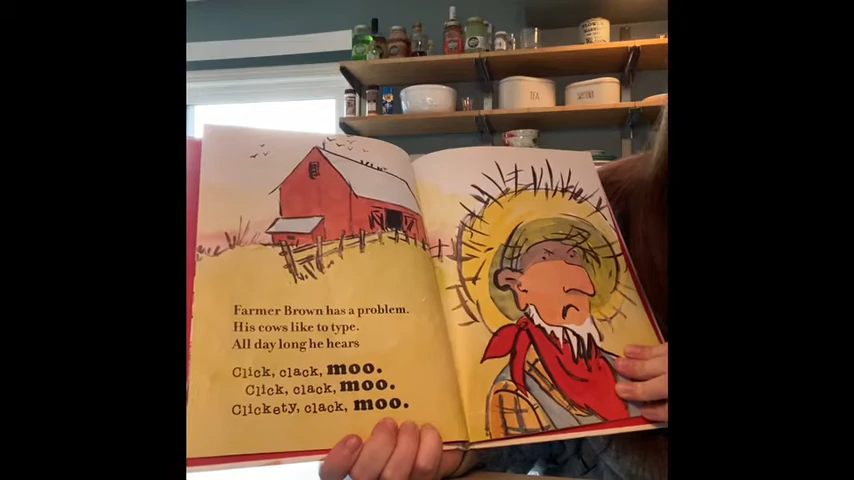 FLOUR
TEA
Farmer Brown has a problem.
His cows like to type.
All day long he hears
Click, clack, moo.
Click, clack, moo.
Clickety, clack, moo.